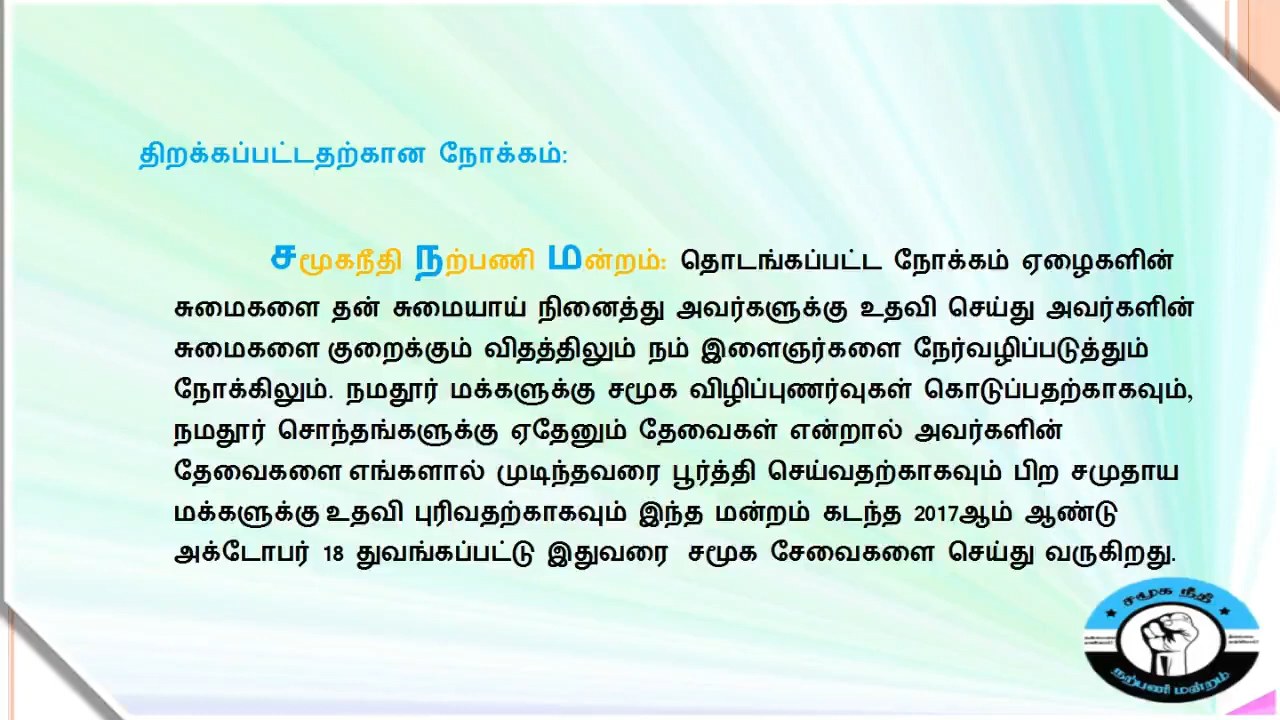 திறக்கப்பட்டதற்கான நோக்கம்:
சமூகநீதி நற்பணி மன்றம்: தொடங்கப்பட்ட நோக்கம் ஏழைகளின்
சுமைகளை தன் சுமையாய் நினைத்து அவர்களுக்கு உதவி செய்து அவர்களின்
சுமைகளை குறைக்கும் விதத்திலும் நம் இளைஞர்களை நேர்வழிப்படுத்தும்
நோக்கிலும். நமதூர் மக்களுக்கு சமூக விழிப்புணர்வுகள் கொடுப்பதற்காகவும்,
நமதூர் சொந்தங்களுக்கு ஏதேனும் தேவைகள் என்றால் அவர்களின்
தேவைகளை எங்களால் முடிந்தவரை பூர்த்தி செய்வதற்காகவும் பிற சமுதாய
மக்களுக்கு உதவி புரிவதற்காகவும் இந்த மன்றம் கடந்த 2017ஆம் ஆண்டு
அக்டோபர் 18 துவங்கப்பட்டு இதுவரை சமூக சேவைகளை செய்து வருகிறது.
சமூக நீதி
நற்பணி மன்றம்